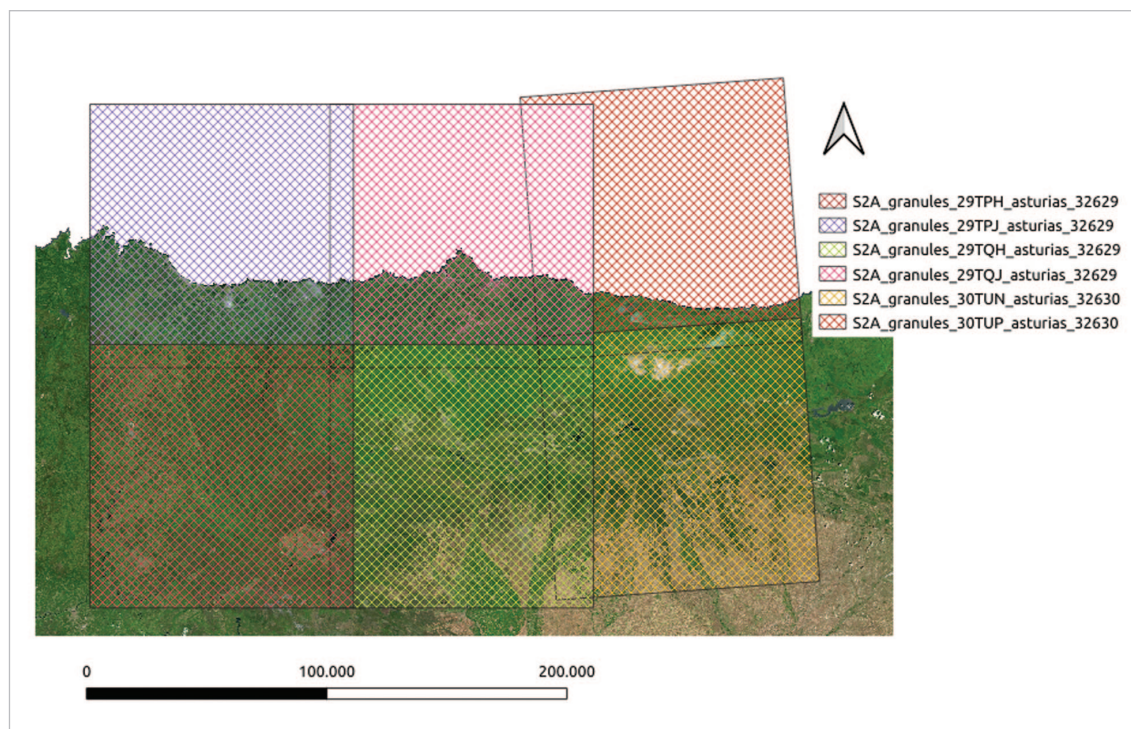 S2A_granules_29TPH_asturias_32629
S2A_granules_29TPJ_asturias_32629
S2A_granules_29TQH_asturias_32629
S2A_granules_29TQJ_asturias_32629
S2A_granules_30TUN_asturias_32630
S2A_granules_30TUP_asturias_32630
0 100.000 200.000